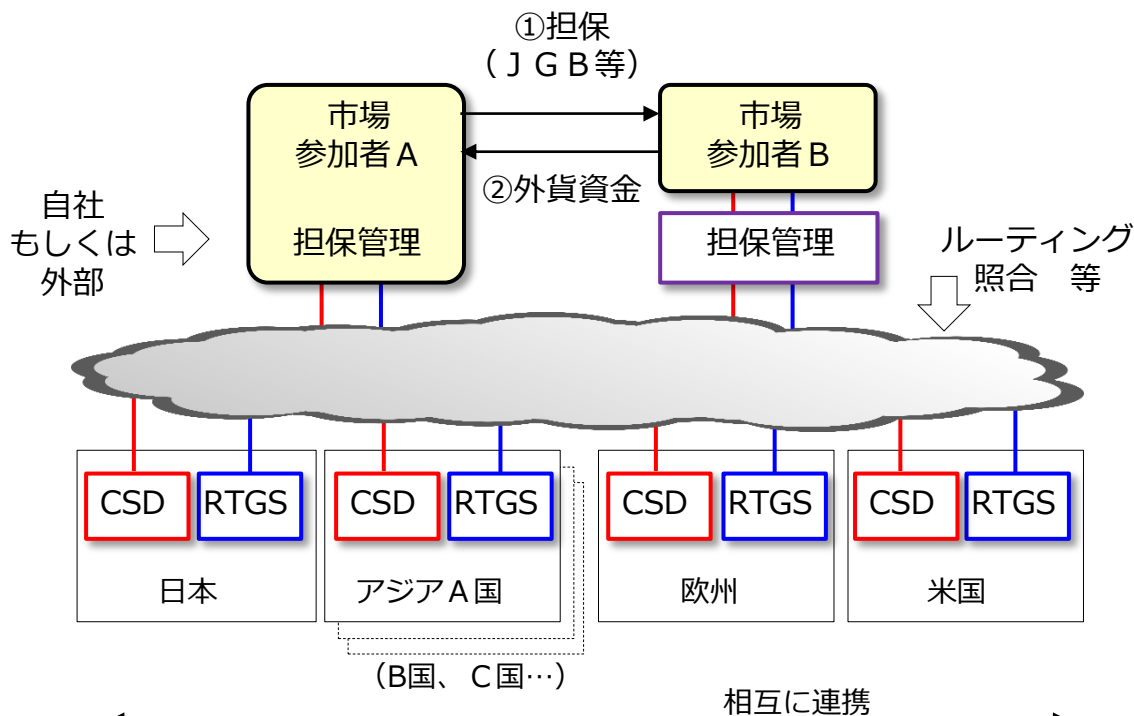 ①担保
（ＪＧＢ等）
市場
参加者Ａ
市場
参加者Ｂ
②外貨資金
自社
もしくは
外部
担保管理
担保管理
ルーティング
照合　等
CSD
RTGS
CSD
RTGS
CSD
RTGS
CSD
RTGS
日本
アジアＡ国
欧州
米国
（B国、Ｃ国…）
相互に連携